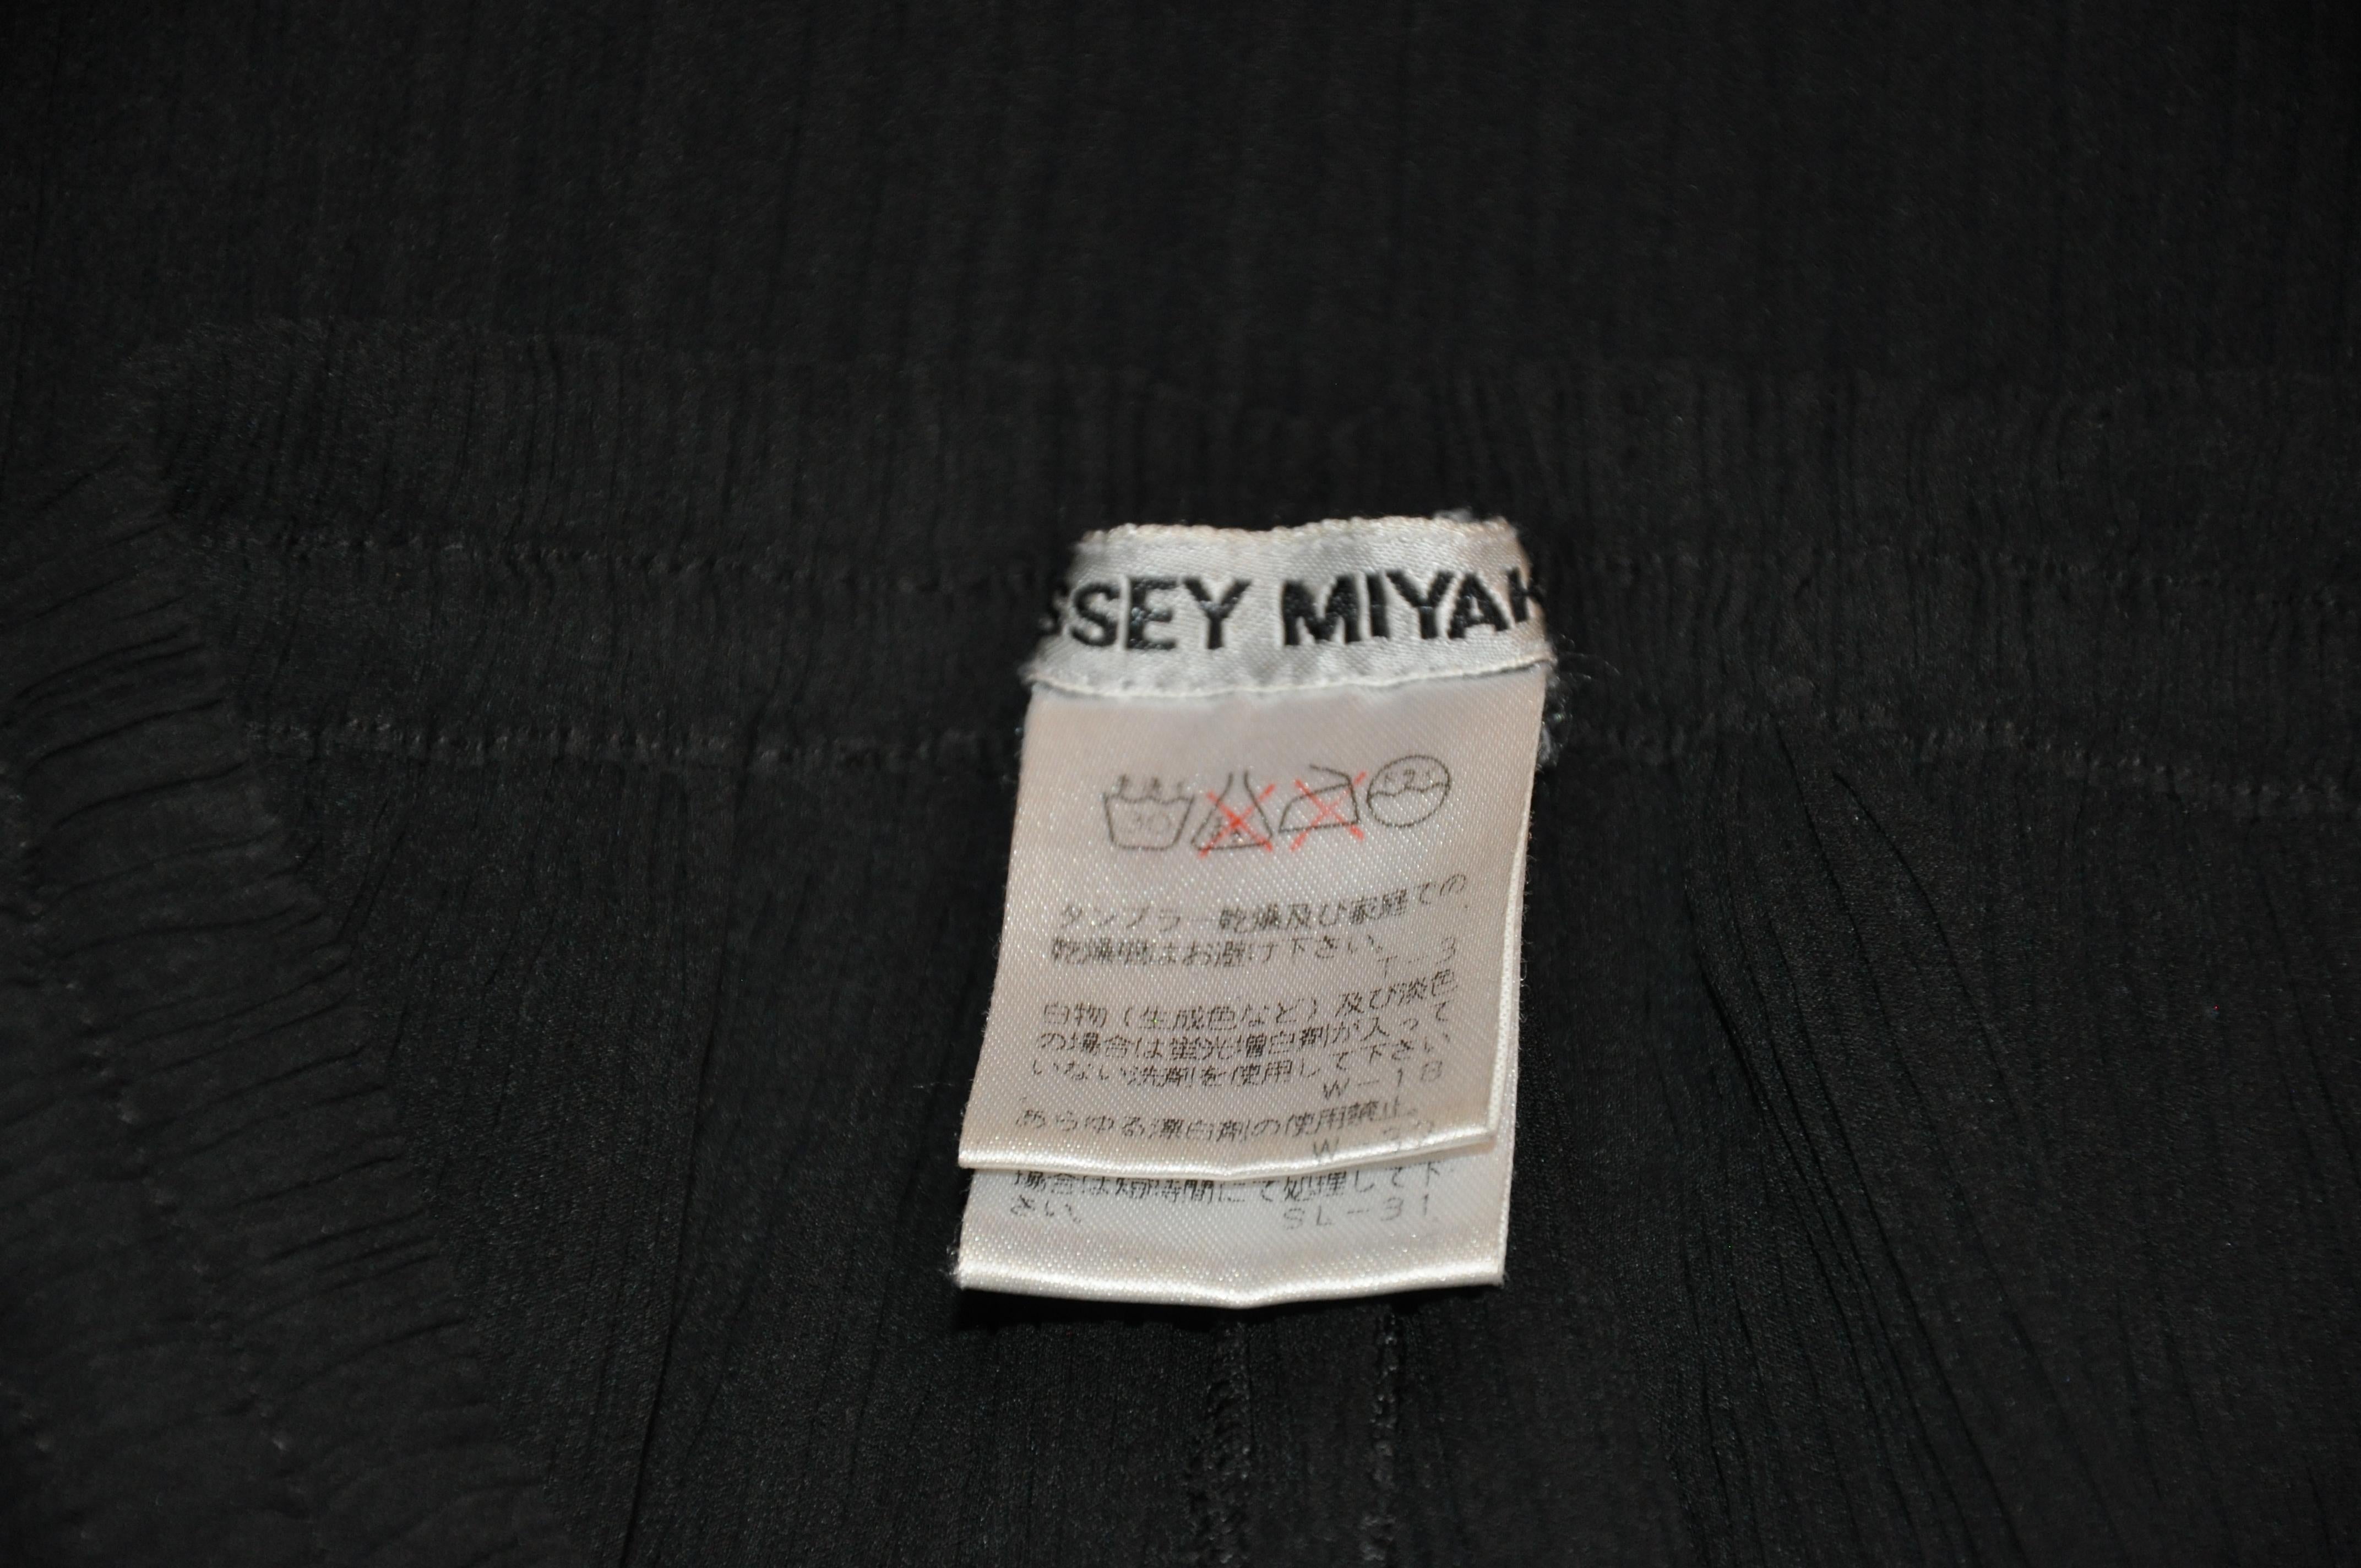 SSEY MIYAK
30
タンブラー乾燥及び家庭での
乾燥機はお避け下さい。
T-3
白物(生成色など)及び淡色
の場合は蛍光増白剤が入って
いない洗剤を使用して下さい
W-18
あらゆる漂白剤の使用禁止。
W
場合は短時間にて処理して下
さい。
SL-31